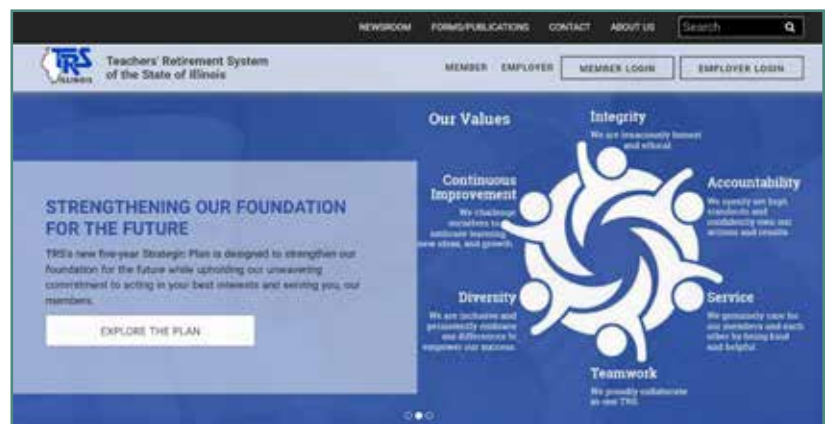 NEWSROOM FORMS/PUBLICATIONS CONTACT ABOUT US Search
TRS
ILLINOIS
Teachers' Retirement System
of the State of Illinois
MEMBER EMPLOYER MEMBER LOGIN EMPLOYER LOGIN
STRENGTHENING OUR FOUNDATION
FOR THE FUTURE
TRS's new five-year Strategic Plan is designed to strengthen our
foundation for the future while upholding our unwavering
commitment to acting in your best interests and serving you, our
members.
EXPLORE THE PLAN
Our Values
Integrity
We are tenaciously honest
and ethical.
Accountability
We openly set high
standards and
confidently own our
actions and results.
Service
We genuinely care for
our members and each
other by being kind
and helpful.
Teamwork
We proudly collaborate
as one TRS.
Diversity
We are inclusive and
persistently embrace
our differences to
empower our success.
Continuous
Improvement
We challenge
ourselves to
embrace learning,
new ideas, and growth.